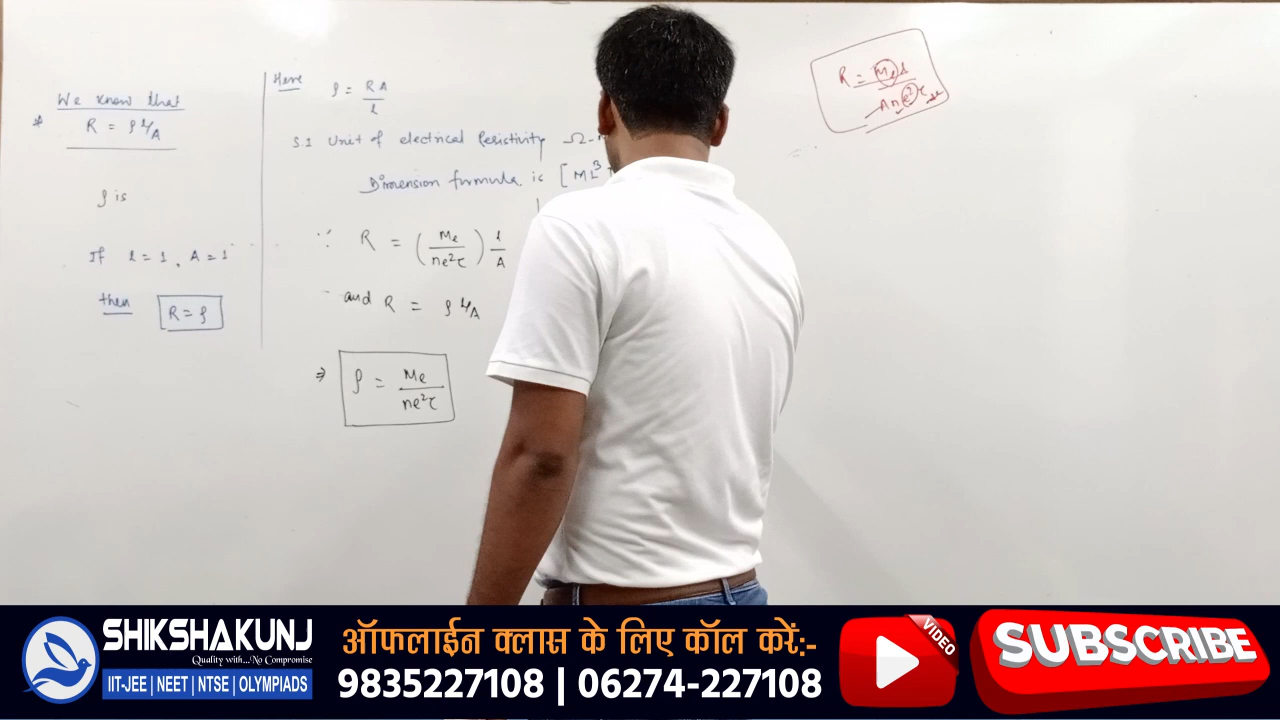 We know that
R = ρ l/A
ρ is
If l = 1, A = 1
then R = ρ
Here ρ = RA/l
S.I Unit of electrical Resistivity Ω-
Dimension formula is [ML³
∵ R = (Me/ne²τ) l/A
and R = ρ l/A
⇒ ρ = Me/ne²τ
R = Me l/Ane²τ
SHIKSHAKUNJ
Quality with...No Compromise
IIT-JEE | NEET | NTSE | OLYMPIADS
ऑफलाईन क्लास के लिए कॉल करें:-
9835227108 | 06274-227108
VIDEO
SUBSCRIBE